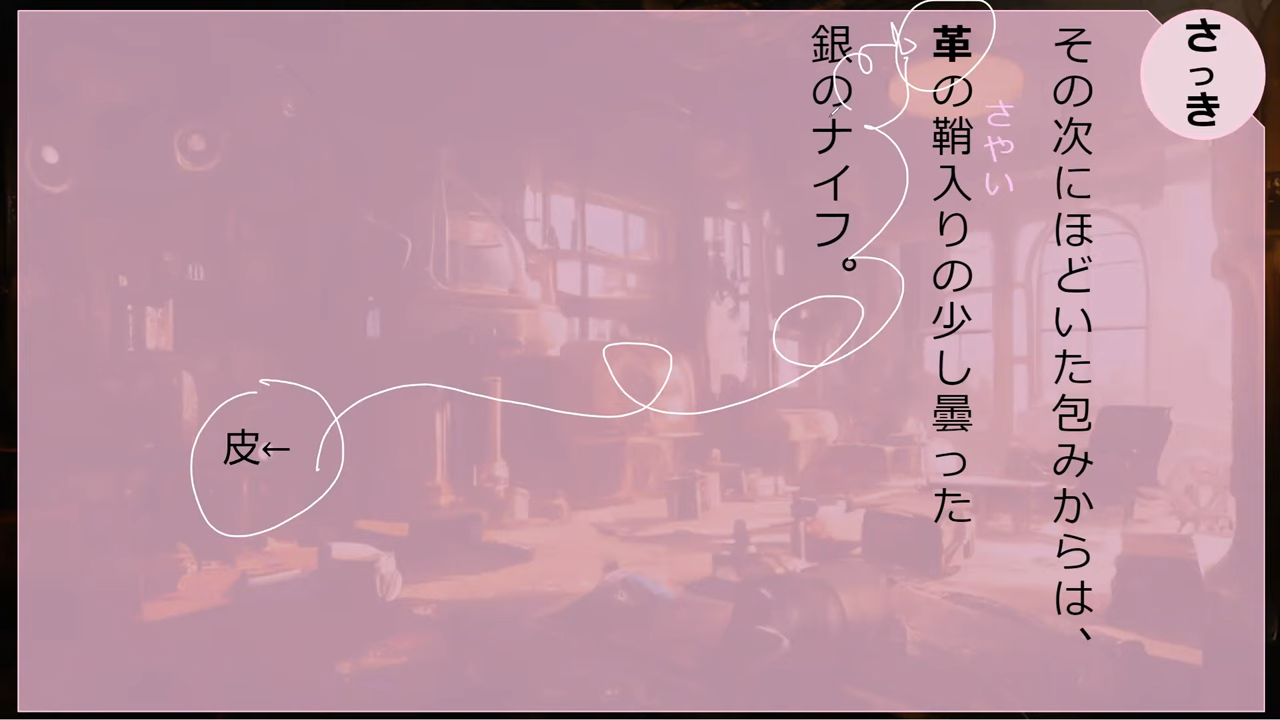 さっき
その次にほどいた包みからは、
革の鞘入りの少し曇った
さやい
銀のナイフ。
皮←